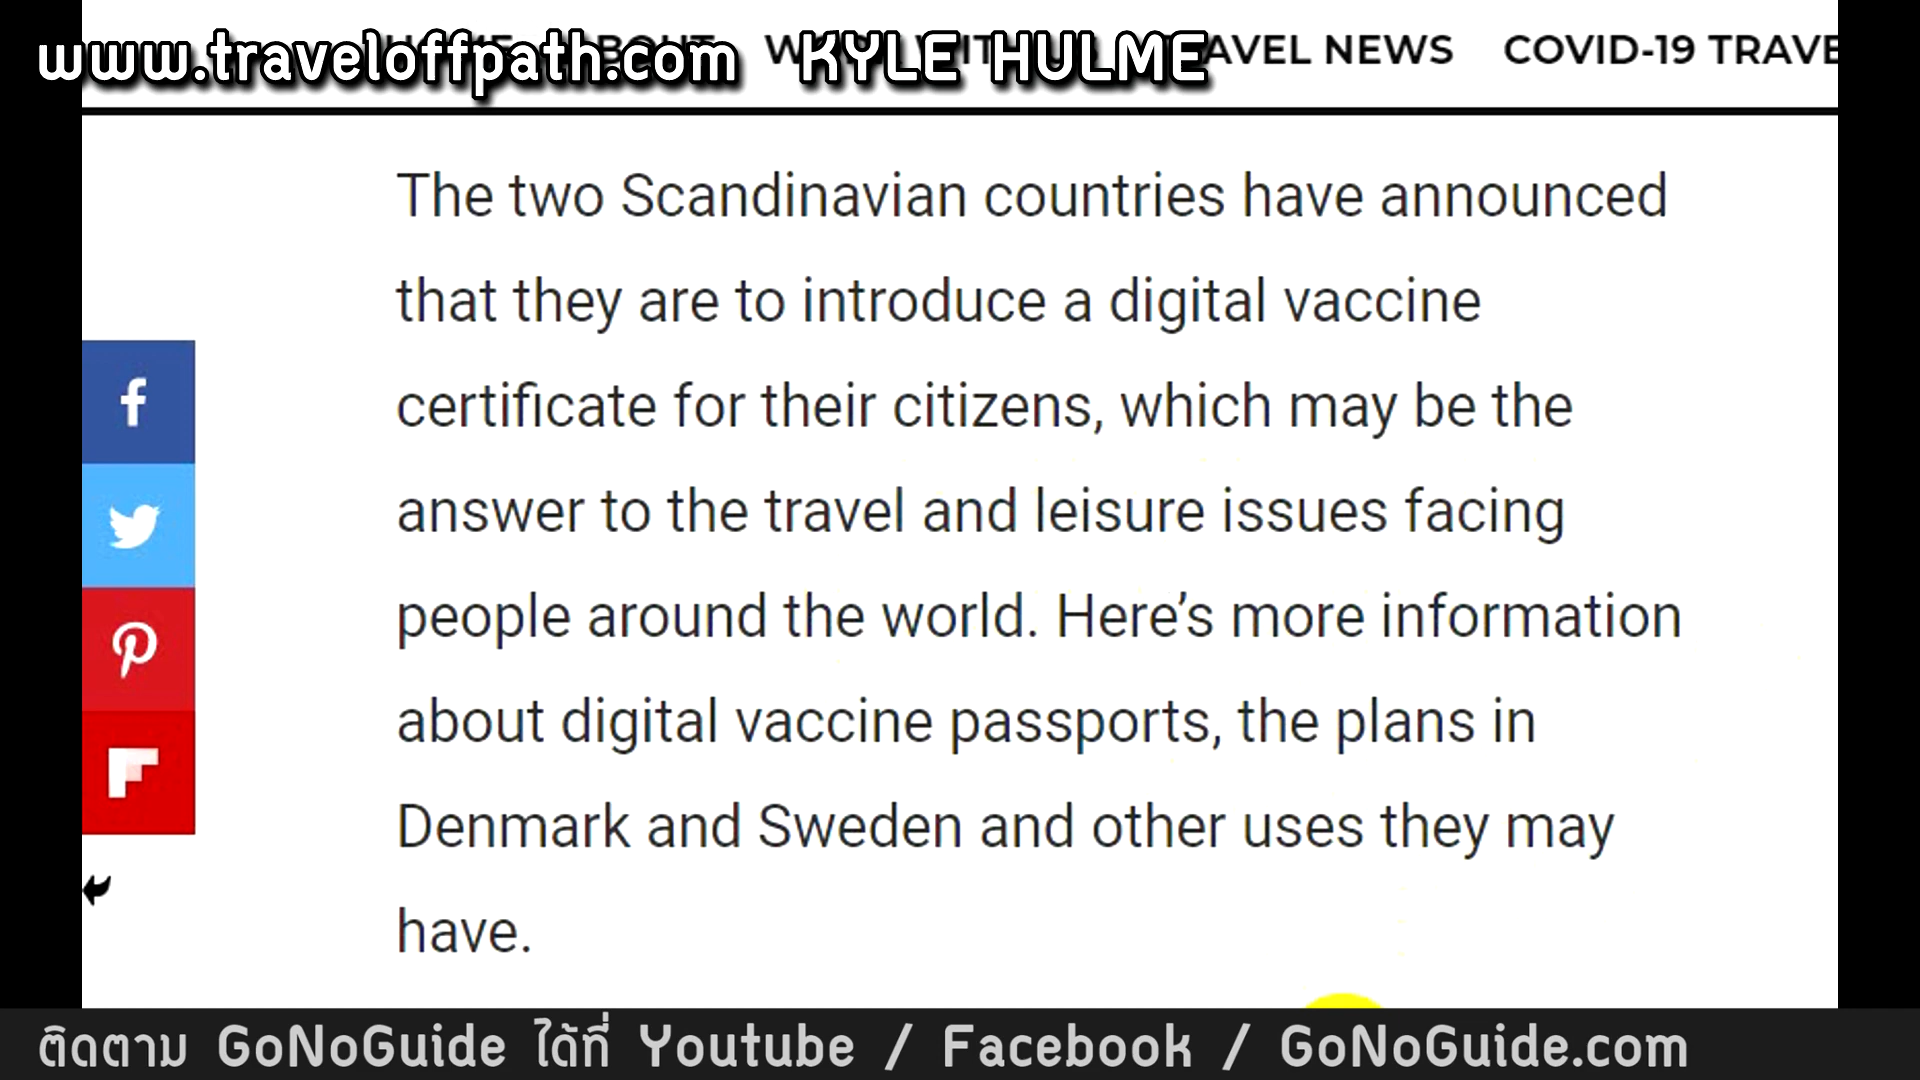 www.traveloffpath.com KYLE HULME AVEL NEWS COVID-19 TRAVE
The two Scandinavian countries have announced
that they are to introduce a digital vaccine
certificate for their citizens, which may be the
answer to the travel and leisure issues facing
people around the world. Here’s more information
about digital vaccine passports, the plans in
Denmark and Sweden and other uses they may
have.
ติดตาม GoNoGuide ได้ที่ Youtube / Facebook / GoNoGuide.com